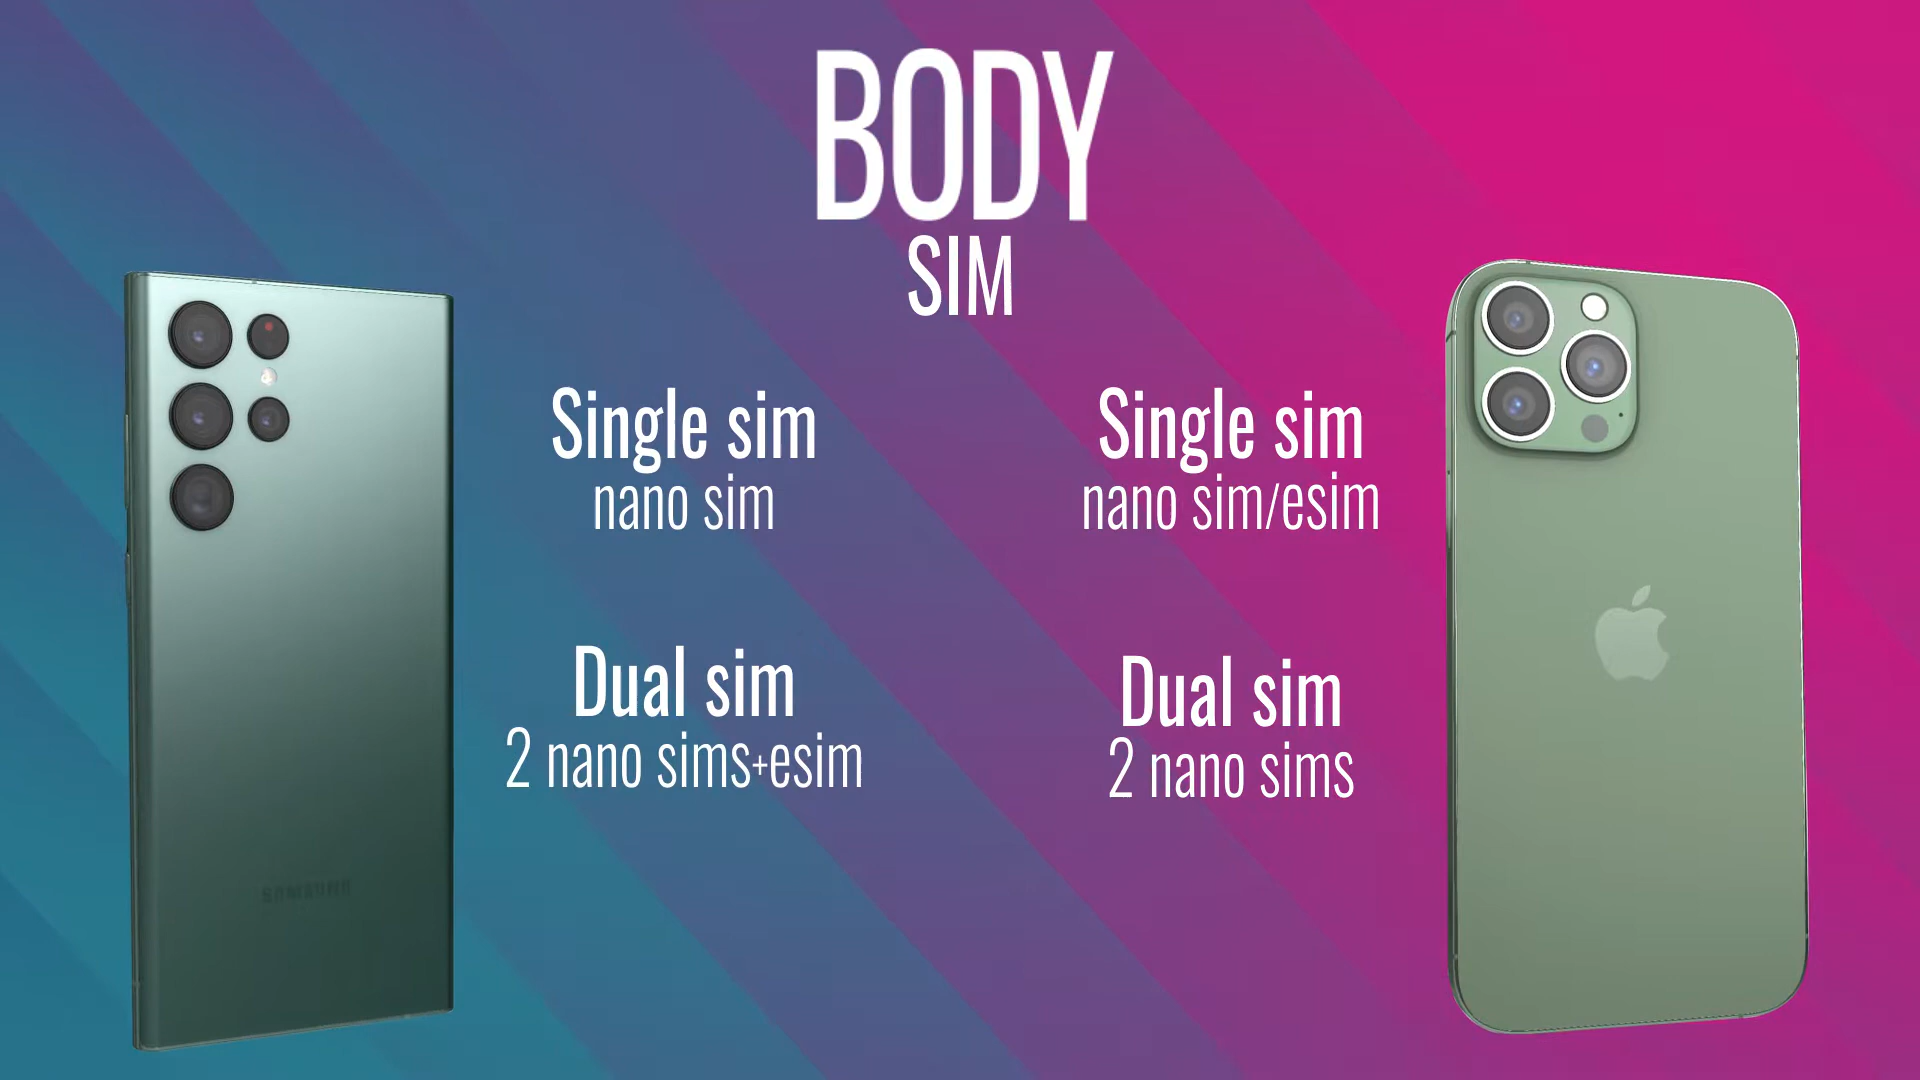 BODY
SIM
Single sim
nano sim
Dual sim
2 nano sims+esim
Single sim
nano sim/esim
Dual sim
2 nano sims
SAMSUNG